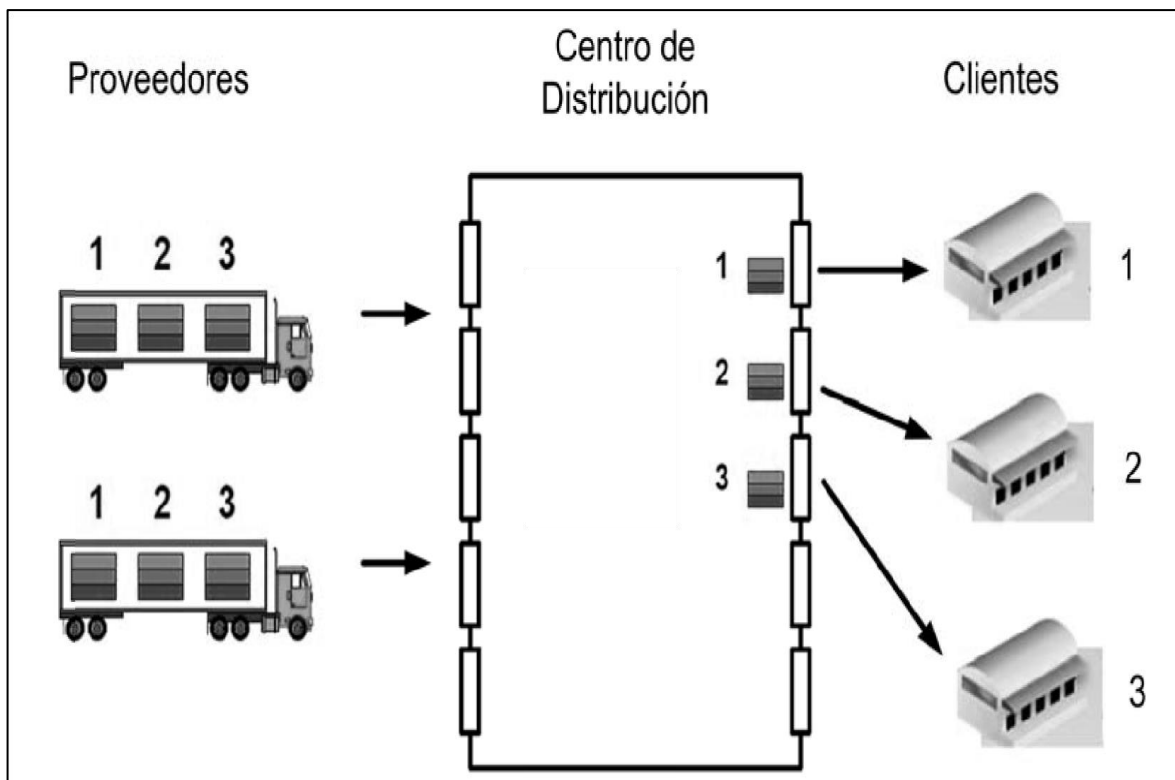 Proveedores
Centro de
Distribución
Clientes
1 2 3
1
1
2
2
3
1 2 3
3